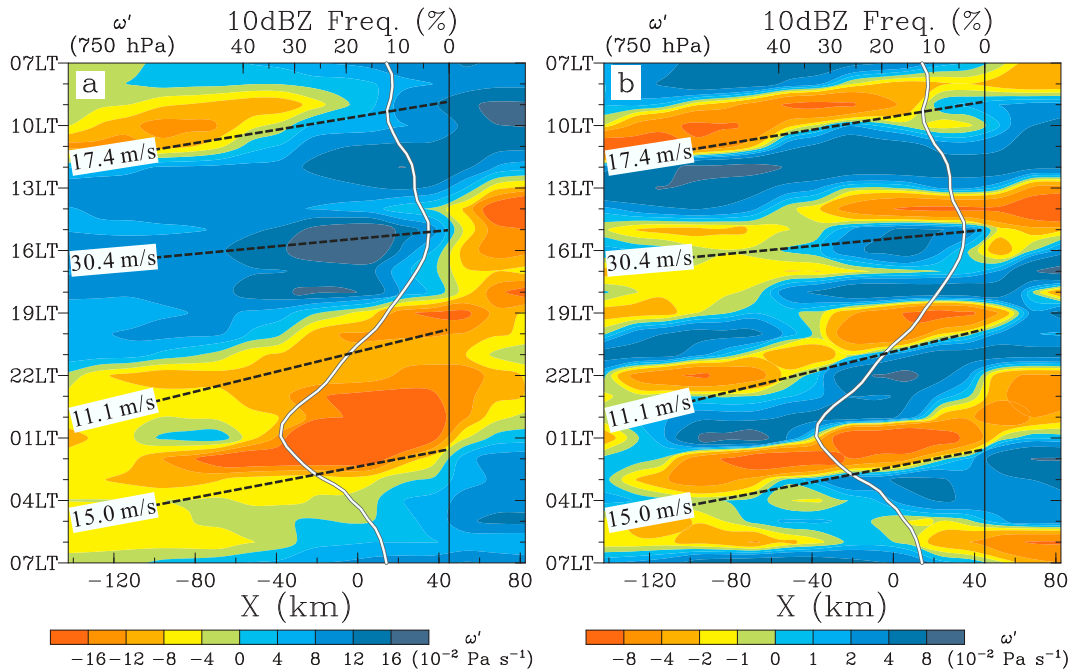 ω' 10dBZ Freq. (%)
(750 hPa) 40 30 20 10 0
07LT
a
10LT
17.4 m/s
13LT
16LT
30.4 m/s
19LT
22LT
11.1 m/s
01LT
04LT
15.0 m/s
07LT
−120 −80 −40 0 40 80
X (km)
ω'
−16 −12 −8 −4 0 4 8 12 16 (10⁻² Pa s⁻¹)
ω' 10dBZ Freq. (%)
(750 hPa) 40 30 20 10 0
07LT
b
10LT
17.4 m/s
13LT
16LT
30.4 m/s
19LT
22LT
11.1 m/s
01LT
04LT
15.0 m/s
07LT
−120 −80 −40 0 40 80
X (km)
ω'
−8 −4 −2 −1 0 1 2 4 8 (10⁻² Pa s⁻¹)